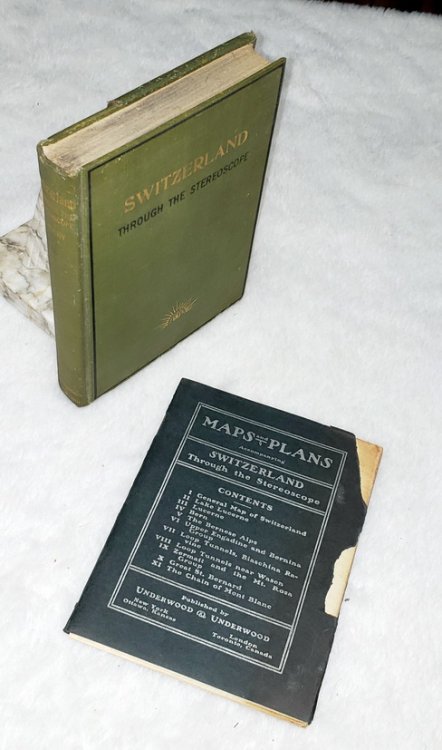 SWITZERLAND
THROUGH THE STEREOSCOPE
MAPS and PLANS
Accompanying
SWITZERLAND
Through the Stereoscope
CONTENTS
I General Map of Switzerland
II Lake Lucerne
III Lucerne
IV Bern
V The Bernese Alps
VI Upper Engadine and Bernina
Group
VII Loop Tunnels, Biaschina Ra-
vine
VIII Loop Tunnels near Wasen
IX Zermatt and the Mt. Rosa
Group
X Great St. Bernard
XI The Chain of Mont Blanc
Published by
UNDERWOOD & UNDERWOOD
New York London
Ottawa, Kansas Toronto, Canada